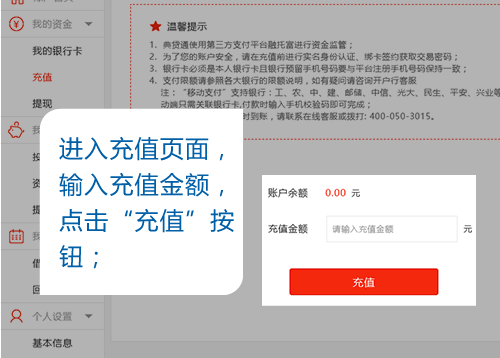 我的资金
我的银行卡
充值
提现
我
投
资
提
我
借
回
个人设置
基本信息
温馨提示
1. 典贷通使用第三方支付平台融托富进行资金监管；
2. 为了您的账户安全，请在充值前进行实名身份认证、绑卡签约获取交易密码；
3. 银行卡必须是本人银行卡且银行预留手机号码要与平台注册手机号码保持一致；
4. 支付限额请参照各大银行的限额说明，如有疑问请咨询开户行客服
注：“移动支付”支持银行：工、农、中、建、邮储、中信、光大、民生、平安、兴业等
动端只需关联银行卡,付款时输入手机校验码即可完成；
时到账，请联系在线客服或拨打: 400-050-3015。
进入充值页面，
输入充值金额，
点击“充值”按
钮；
账户余额 0.00 元
充值金额 请输入充值金额 元
充值